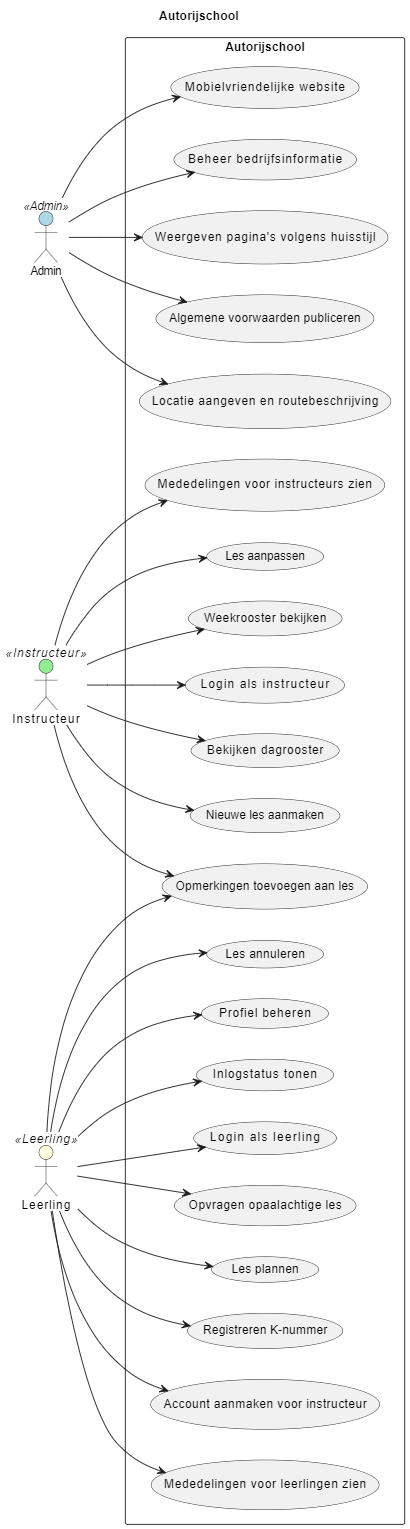 Autorijschool
Autorijschool
Mobielvriendelijke website
Beheer bedrijfsinformatie
«Admin»
Weergeven pagina's volgens huisstijl
Admin
Algemene voorwaarden publiceren
Locatie aangeven en routebeschrijving
Mededelingen voor instructeurs zien
Les aanpassen
Weekrooster bekijken
«Instructeur»
Login als instructeur
Instructeur
Bekijken dagrooster
Nieuwe les aanmaken
Opmerkingen toevoegen aan les
Les annuleren
Profiel beheren
Inlogstatus tonen
«Leerling»
Login als leerling
Opvragen opaalachtige les
Leerling
Les plannen
Registreren K-nummer
Account aanmaken voor instructeur
Mededelingen voor leerlingen zien